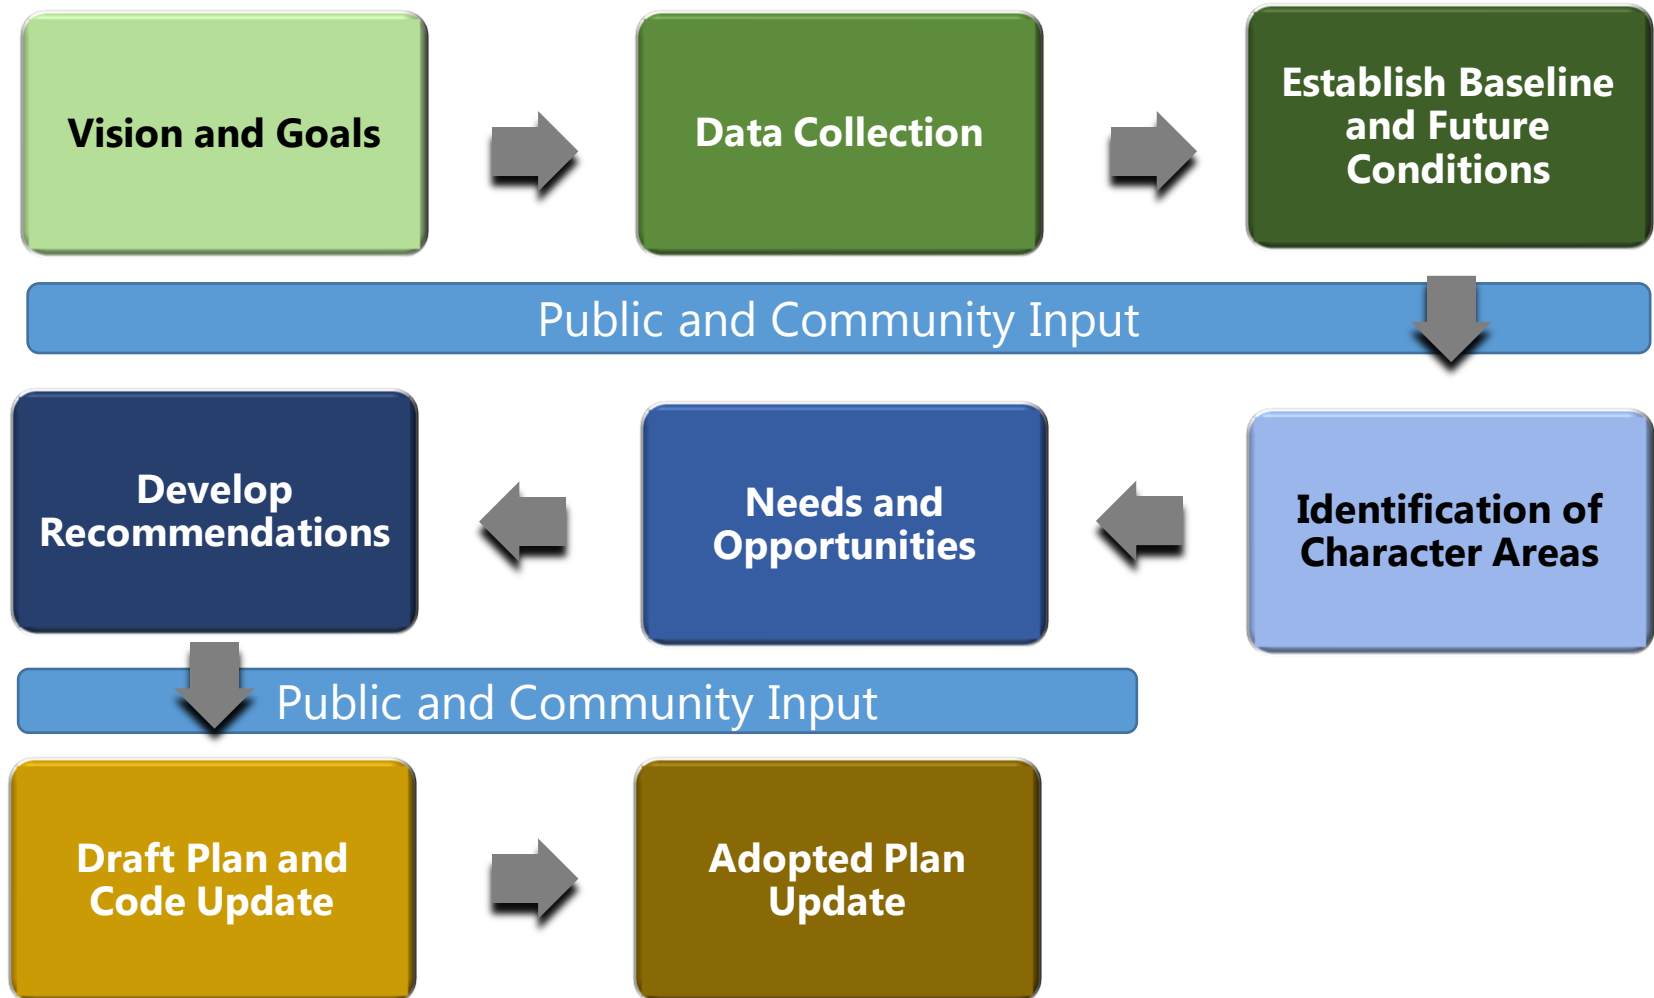 Vision and Goals
Data Collection
Establish Baseline
and Future
Conditions
Public and Community Input
Develop
Recommendations
Needs and
Opportunities
Identification of
Character Areas
Public and Community Input
Draft Plan and
Code Update
Adopted Plan
Update